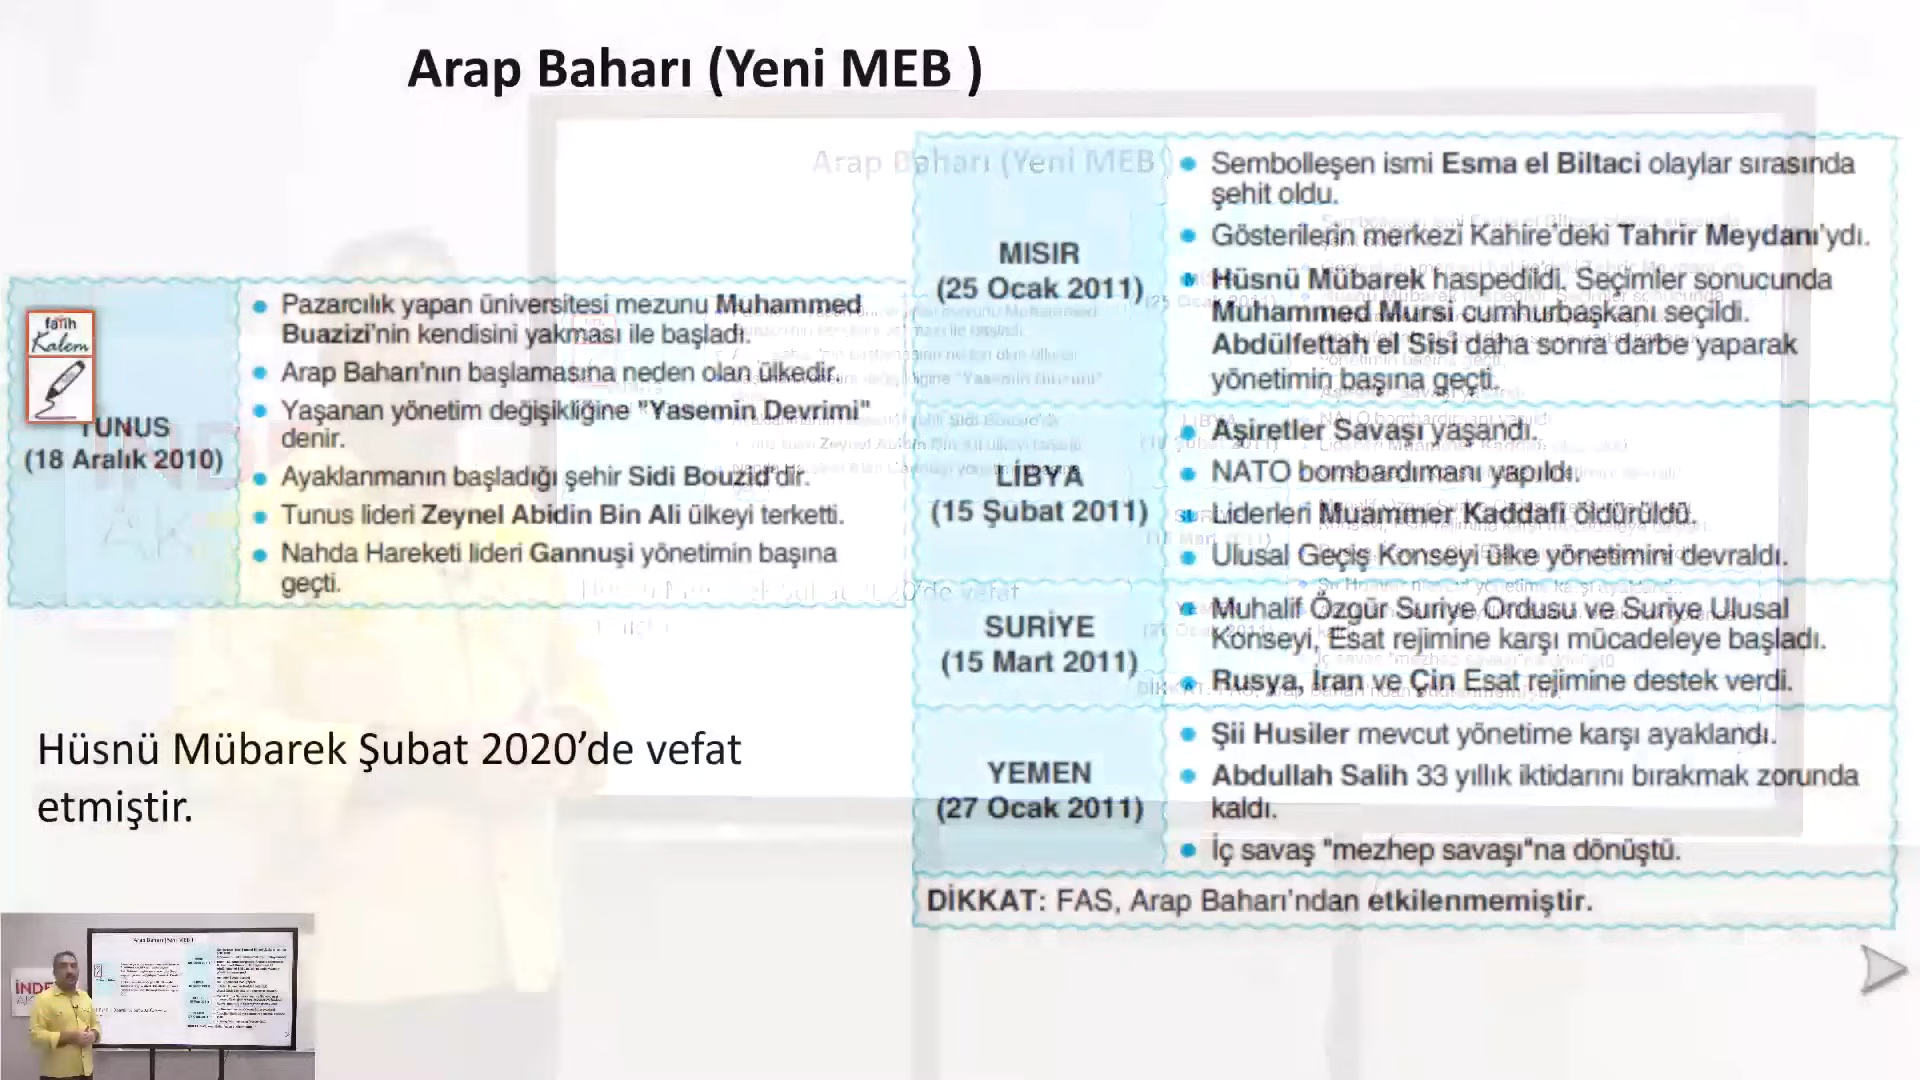 Arap Baharı (Yeni MEB )
fatih
Kalem
TUNUS
(18 Aralık 2010)
Pazarcılık yapan üniversitesi mezunu Muhammed
Buazizi'nin kendisini yakması ile başladı.
Arap Baharı'nın başlamasına neden olan ülkedir.
Yaşanan yönetim değişikliğine "Yasemin Devrimi"
denir.
Ayaklanmanın başladığı şehir Sidi Bouzid'dir.
Tunus lideri Zeynel Abidin Bin Ali ülkeyi terketti.
Nahda Hareketi lideri Gannuşi yönetimin başına
geçti.
Hüsnü Mübarek Şubat 2020'de vefat
etmiştir.
MISIR
(25 Ocak 2011)
Sembolleşen ismi Esma el Biltaci olaylar sırasında
şehit oldu.
Gösterilerin merkezi Kahire'deki Tahrir Meydanı'ydı.
Hüsnü Mübarek haspedildi. Seçimler sonucunda
Muhammed Mursi cumhurbaşkanı seçildi.
Abdülfettah el Sisi daha sonra darbe yaparak
yönetimin başına geçti.
LİBYA
(15 Şubat 2011)
Aşiretler Savaşı yaşandı.
NATO bombardımanı yapıldı.
Liderleri Muammer Kaddafi öldürüldü.
Ulusal Geçiş Konseyi ülke yönetimini devraldı.
SURİYE
(15 Mart 2011)
Muhalif Özgür Suriye Ordusu ve Suriye Ulusal
Konseyi, Esat rejimine karşı mücadeleye başladı.
Rusya, İran ve Çin Esat rejimine destek verdi.
YEMEN
(27 Ocak 2011)
Şii Husiler mevcut yönetime karşı ayaklandı.
Abdullah Salih 33 yıllık iktidarını bırakmak zorunda
kaldı.
İç savaş "mezhep savaşı"na dönüştü.
DİKKAT: FAS, Arap Baharı'ndan etkilenmemiştir.